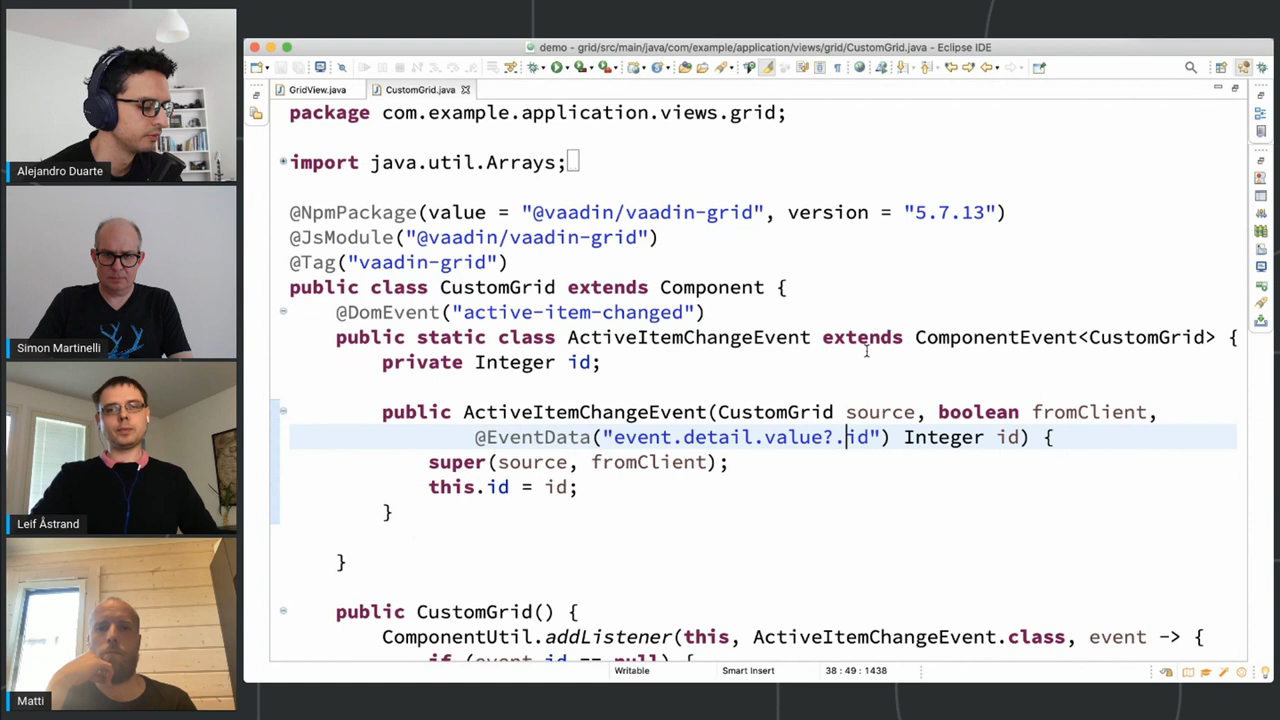 Alejandro Duarte
Simon Martinelli
Leif Åstrand
Matti
demo - grid/src/main/java/com/example/application/views/grid/CustomGrid.java - Eclipse IDE
GridView.java
CustomGrid.java
package com.example.application.views.grid;
import java.util.Arrays;
@NpmPackage(value = "@vaadin/vaadin-grid", version = "5.7.13")
@JsModule("@vaadin/vaadin-grid")
@Tag("vaadin-grid")
public class CustomGrid extends Component {
@DomEvent("active-item-changed")
public static class ActiveItemChangeEvent extends ComponentEvent<CustomGrid> {
private Integer id;
public ActiveItemChangeEvent(CustomGrid source, boolean fromClient,
@EventData("event.detail.value?.id") Integer id) {
super(source, fromClient);
this.id = id;
}
}
public CustomGrid() {
ComponentUtil.addListener(this, ActiveItemChangeEvent.class, event -> {
if (event.id == null) {
Writable
Smart Insert
38 : 49 : 1438